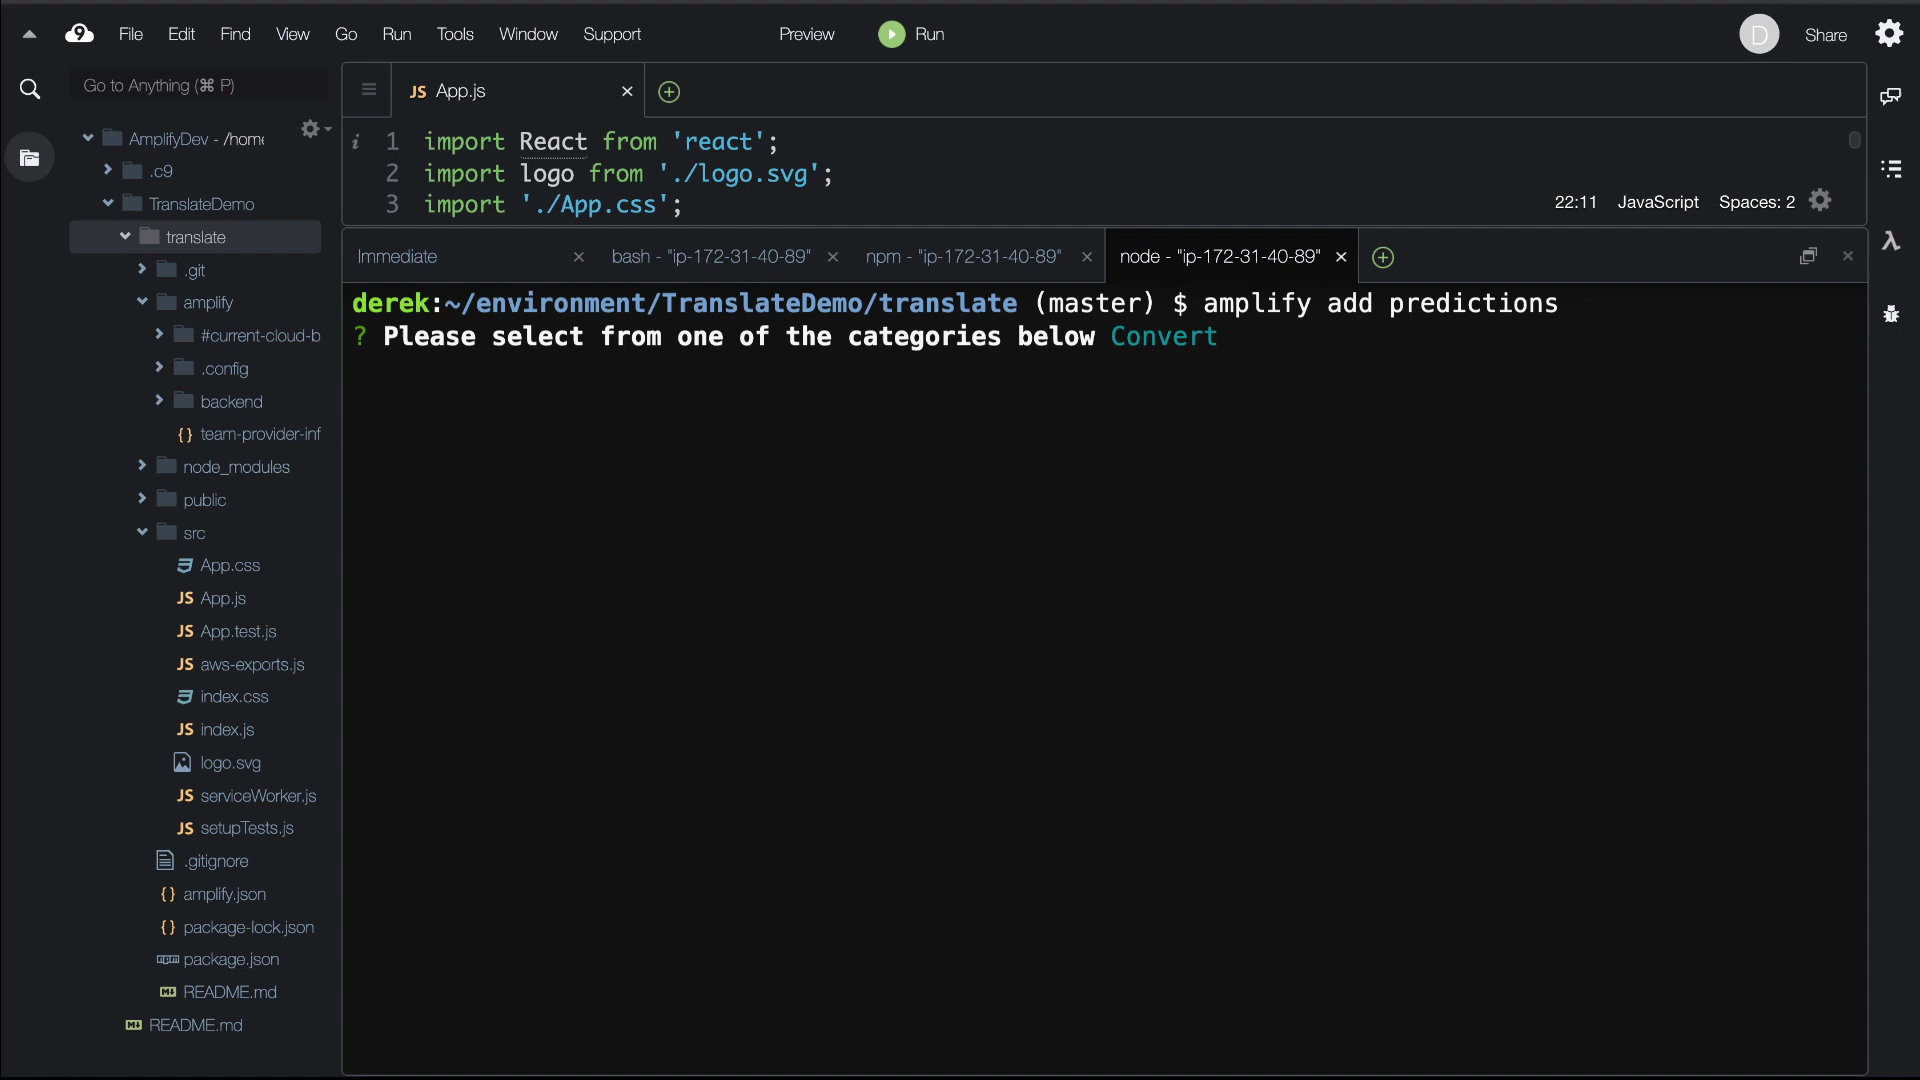 File Edit Find View Go Run Tools Window Support Preview Run D Share
Go to Anything (⌘ P)
AmplifyDev - /home
.c9
TranslateDemo
translate
.git
amplify
#current-cloud-b
.config
backend
{} team-provider-inf
node_modules
public
src
App.css
JS App.js
JS App.test.js
JS aws-exports.js
index.css
JS index.js
logo.svg
JS serviceWorker.js
JS setupTests.js
.gitignore
{} amplify.json
{} package-lock.json
package.json
README.md
README.md
JS App.js
i 1 import React from 'react';
2 import logo from './logo.svg';
3 import './App.css';
22:11 JavaScript Spaces: 2
Immediate bash - "ip-172-31-40-89" npm - "ip-172-31-40-89" node - "ip-172-31-40-89"
derek:~/environment/TranslateDemo/translate (master) $ amplify add predictions
? Please select from one of the categories below Convert